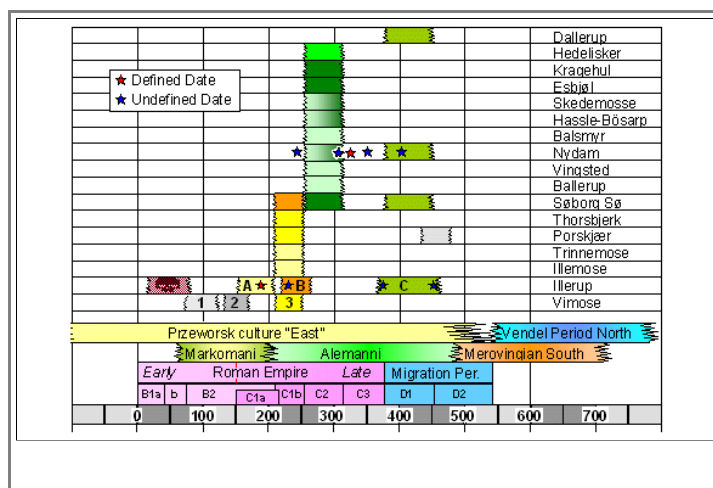 Dallerup
Hedelisker
Kragehul
Defined Date
Esbjøl
Undefined Date
Skedemosse
Hassle-Bösarp
Balsmyr
Nydam
Vingsted
Ballerup
Søborg Sø
Thorsbjerk
Porskjær
Trinnemose
Illemose
A B C Illerup
1 2 3 Vimose
Przeworsk culture "East" Vendel Period North
Markomani Alemanni Merovingian South
Early Roman Empire Late Migration Per.
B1a b B2 C1a C1b C2 C3 D1 D2
0 100 200 300 400 500 600 700